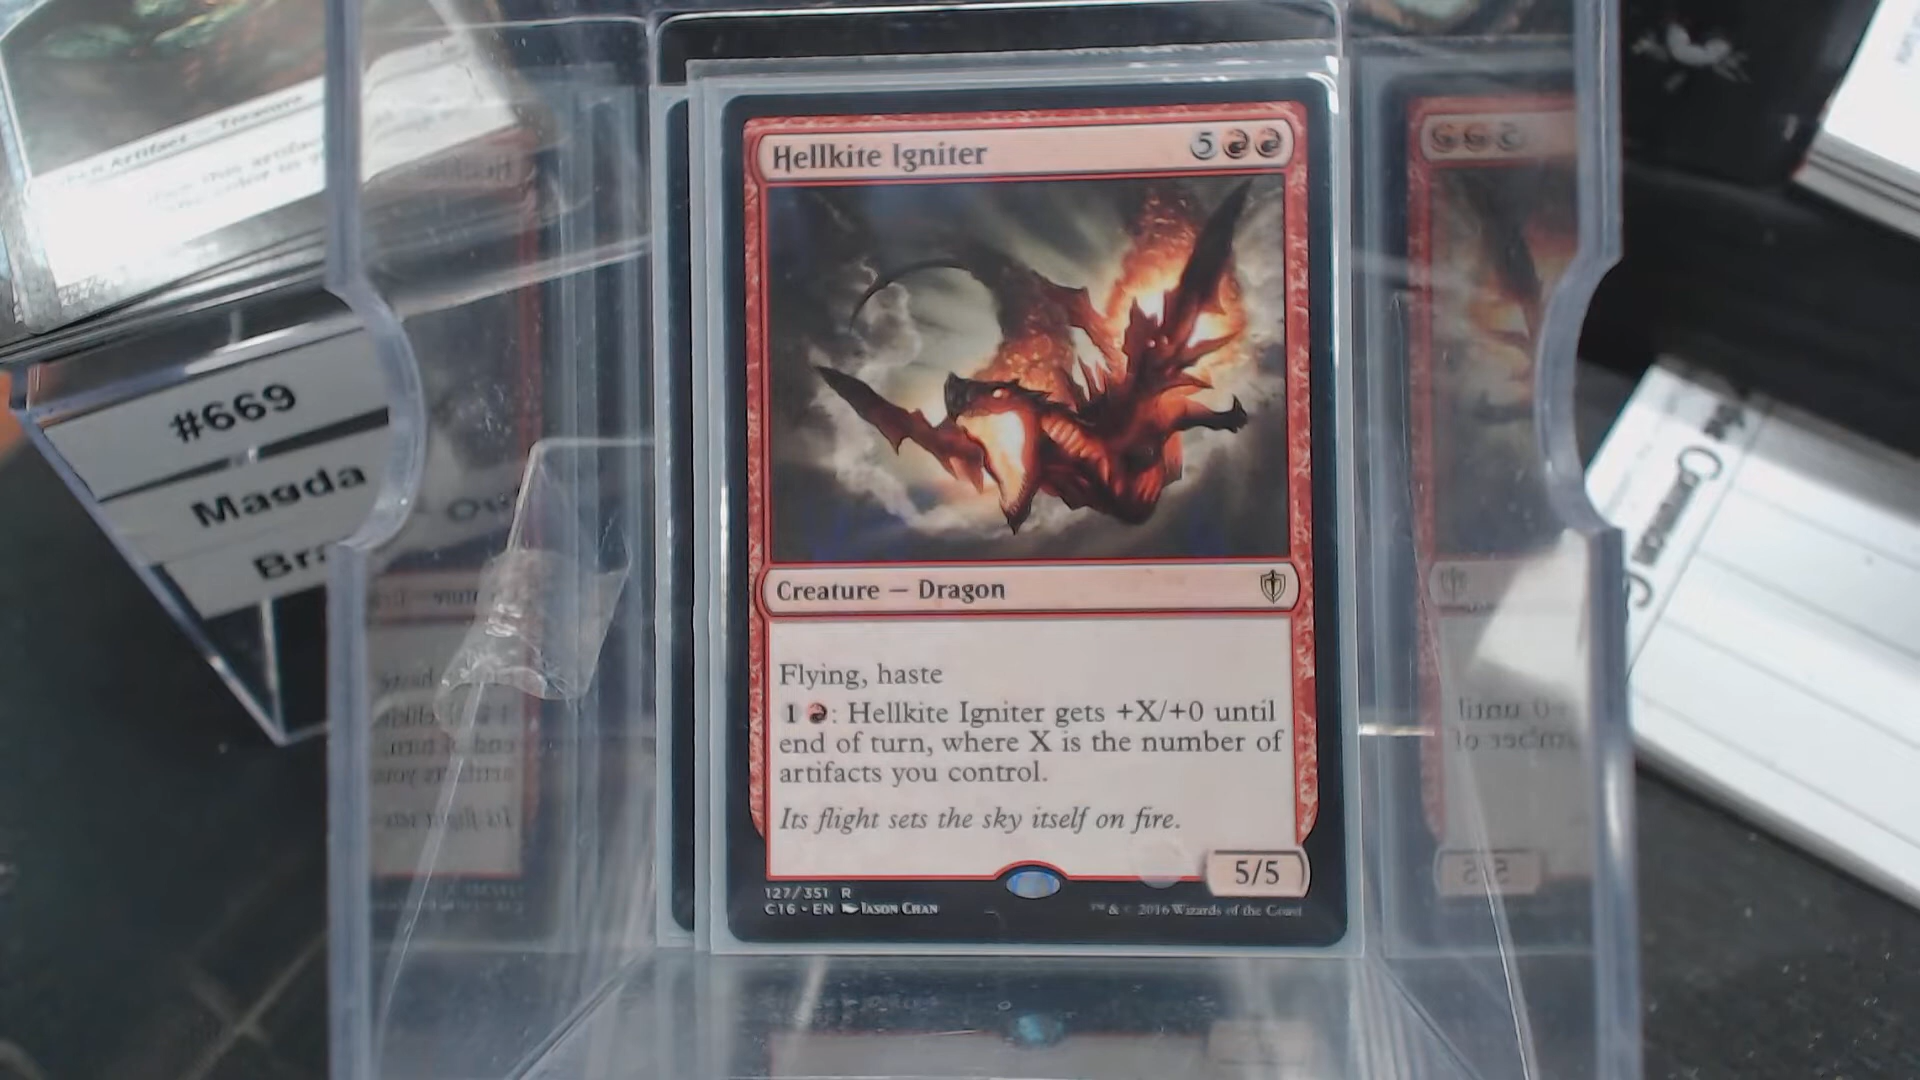 Hellkite Igniter
5
Creature — Dragon
Flying, haste
1 : Hellkite Igniter gets +X/+0 until
end of turn, where X is the number of
artifacts you control.
Its flight sets the sky itself on fire.
5/5
127/351 R
C16 • EN Jason Chan
™ & © 2016 Wizards of the Coast
#669
Magda
Artifact — Treasure